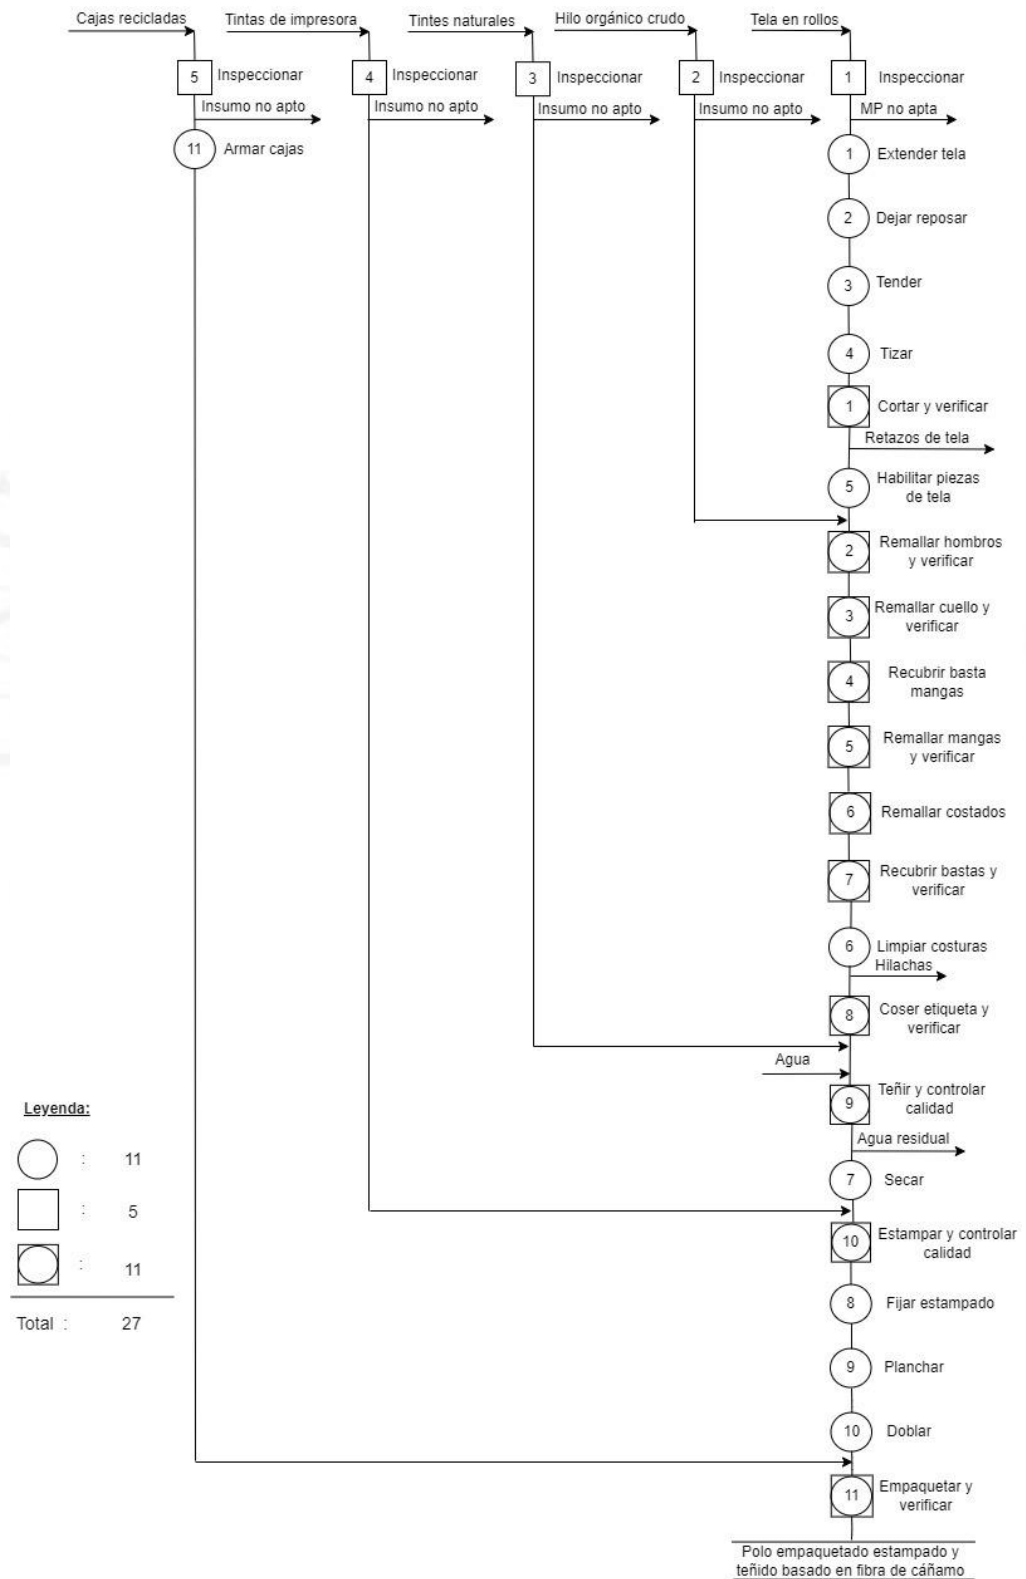 Cajas recicladas
Tintas de impresora
Tintes naturales
Hilo orgánico crudo
Tela en rollos
5 Inspeccionar
4 Inspeccionar
3 Inspeccionar
2 Inspeccionar
1 Inspeccionar
Insumo no apto
Insumo no apto
Insumo no apto
Insumo no apto
MP no apta
11 Armar cajas
1 Extender tela
2 Dejar reposar
3 Tender
4 Tizar
1 Cortar y verificar
Retazos de tela
5 Habilitar piezas
de tela
2 Remallar hombros
y verificar
3 Remallar cuello y
verificar
4 Recubrir basta
mangas
5 Remallar mangas
y verificar
6 Remallar costados
7 Recubrir bastas y
verificar
6 Limpiar costuras
Hilachas
8 Coser etiqueta y
verificar
Agua
9 Teñir y controlar
calidad
Agua residual
7 Secar
10 Estampar y controlar
calidad
8 Fijar estampado
9 Planchar
10 Doblar
11 Empaquetar y
verificar
Polo empaquetado estampado y
teñido basado en fibra de cáñamo
Leyenda:
: 11
: 5
: 11
Total : 27